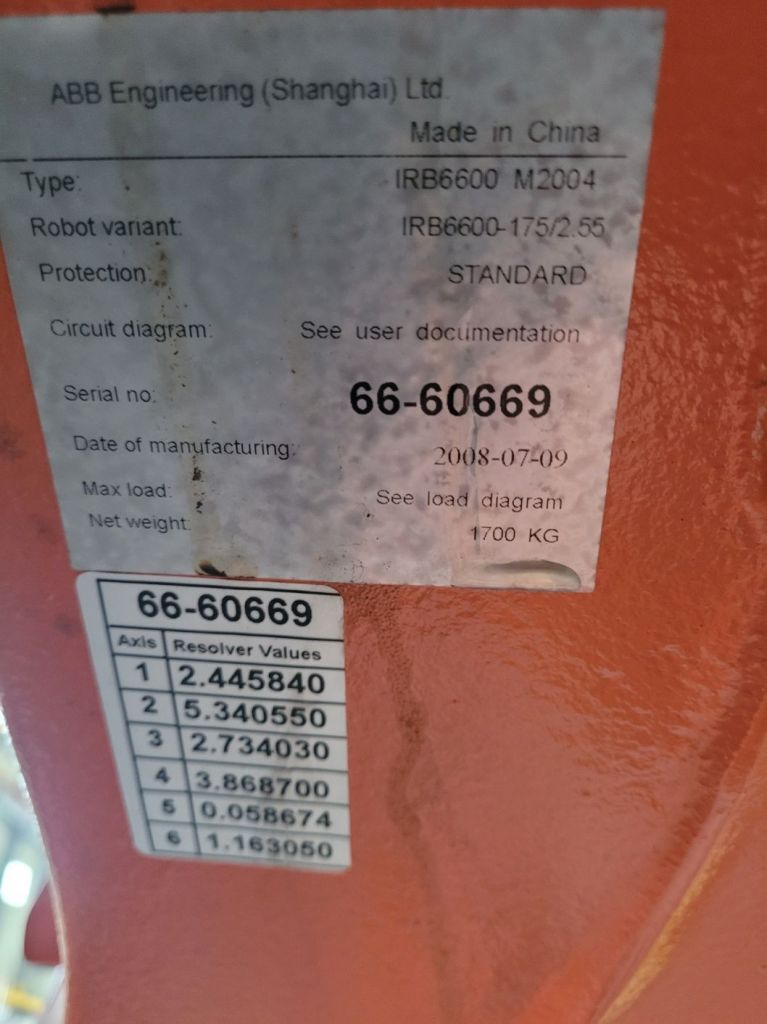 ABB Engineering (Shanghai) Ltd.
Made in China
Type: IRB6600 M2004
Robot variant: IRB6600-175/2.55
Protection: STANDARD
Circuit diagram: See user documentation
Serial no: 66-60669
Date of manufacturing: 2008-07-09
Max load: See load diagram
Net weight: 1700 KG
66-60669
Axis Resolver Values
1 2.445840
2 5.340550
3 2.734030
4 3.868700
5 0.058674
6 1.163050